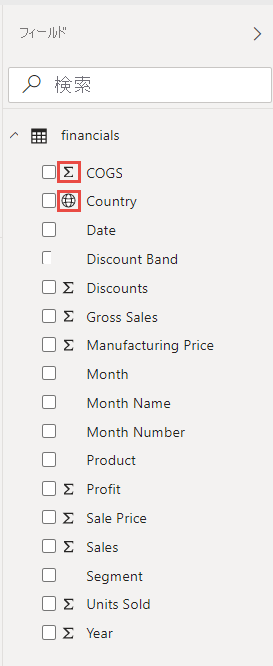 フィールド
検索
financials
Σ COGS
Country
Date
Discount Band
Σ Discounts
Σ Gross Sales
Σ Manufacturing Price
Month
Month Name
Month Number
Product
Σ Profit
Σ Sale Price
Σ Sales
Segment
Σ Units Sold
Σ Year